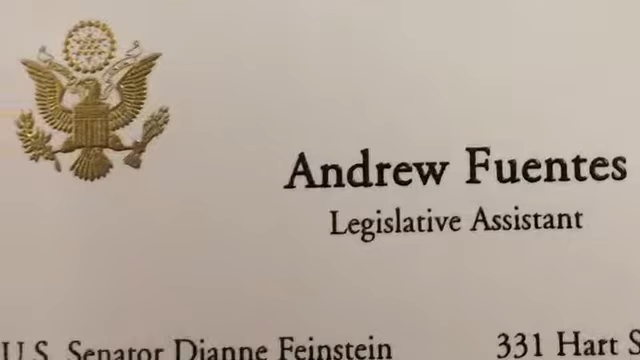 Andrew Fuentes
Legislative Assistant
U.S. Senator Dianne Feinstein
331 Hart S